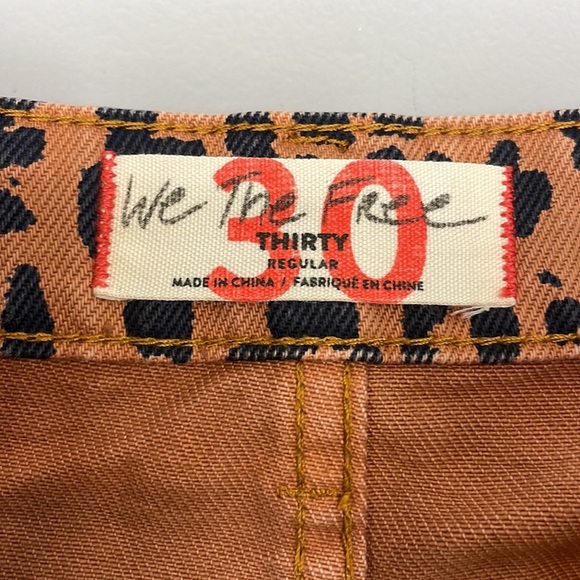 We The Free
30
THIRTY
REGULAR
MADE IN CHINA / FABRIQUÉ EN CHINE